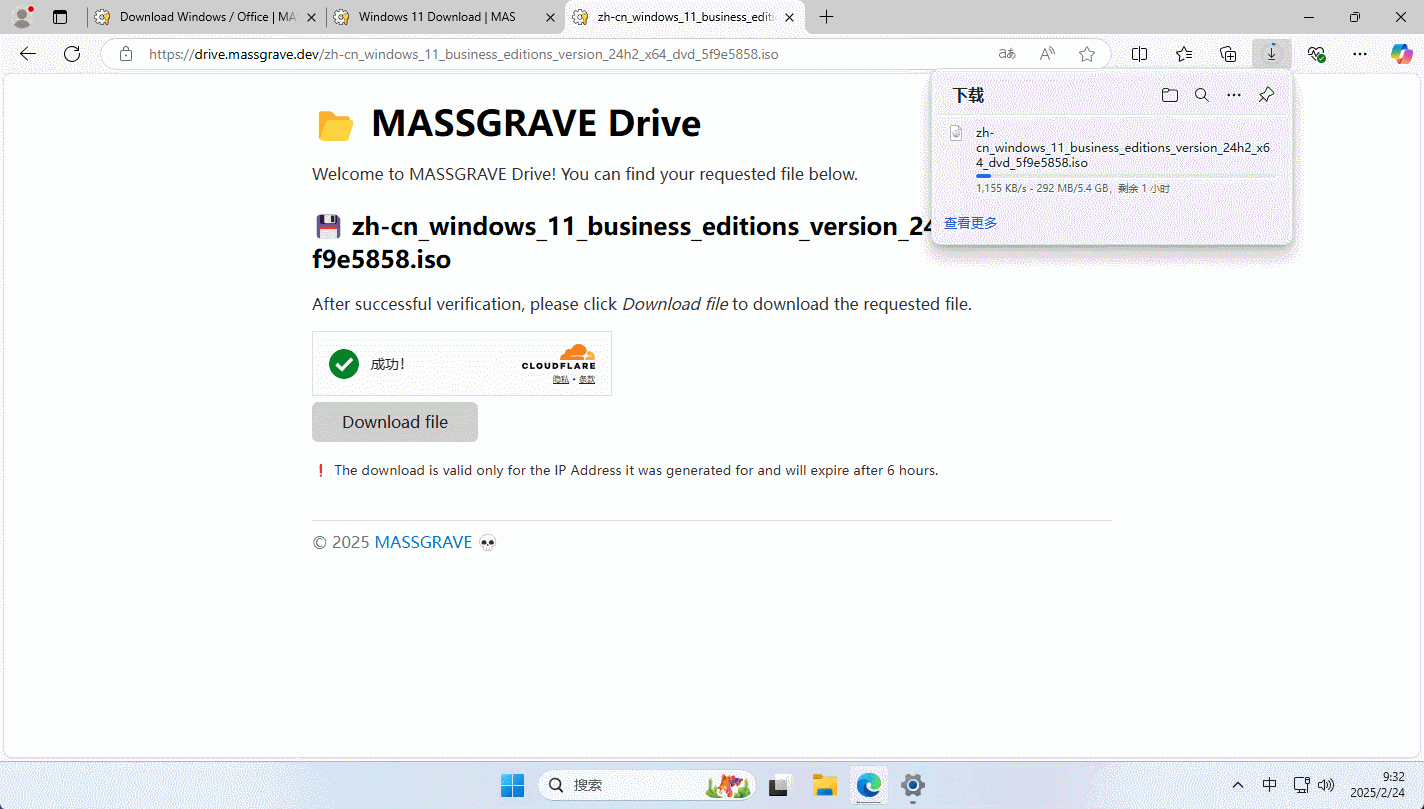 Download Windows / Office | MA
Windows 11 Download | MAS
zh-cn_windows_11_business_editi
https://drive.massgrave.dev/zh-cn_windows_11_business_editions_version_24h2_x64_dvd_5f9e5858.iso
aあ
下载
zh-
cn_windows_11_business_editions_version_24h2_x6
4_dvd_5f9e5858.iso
1,155 KB/s - 292 MB/5.4 GB，剩余 1 小时
查看更多
MASSGRAVE Drive
Welcome to MASSGRAVE Drive! You can find your requested file below.
zh-cn_windows_11_business_editions_version_24
f9e5858.iso
After successful verification, please click Download file to download the requested file.
成功！
CLOUDFLARE
隐私 • 条款
Download file
❗ The download is valid only for the IP Address it was generated for and will expire after 6 hours.
© 2025 MASSGRAVE 💀
搜索
中
9:32
2025/2/24